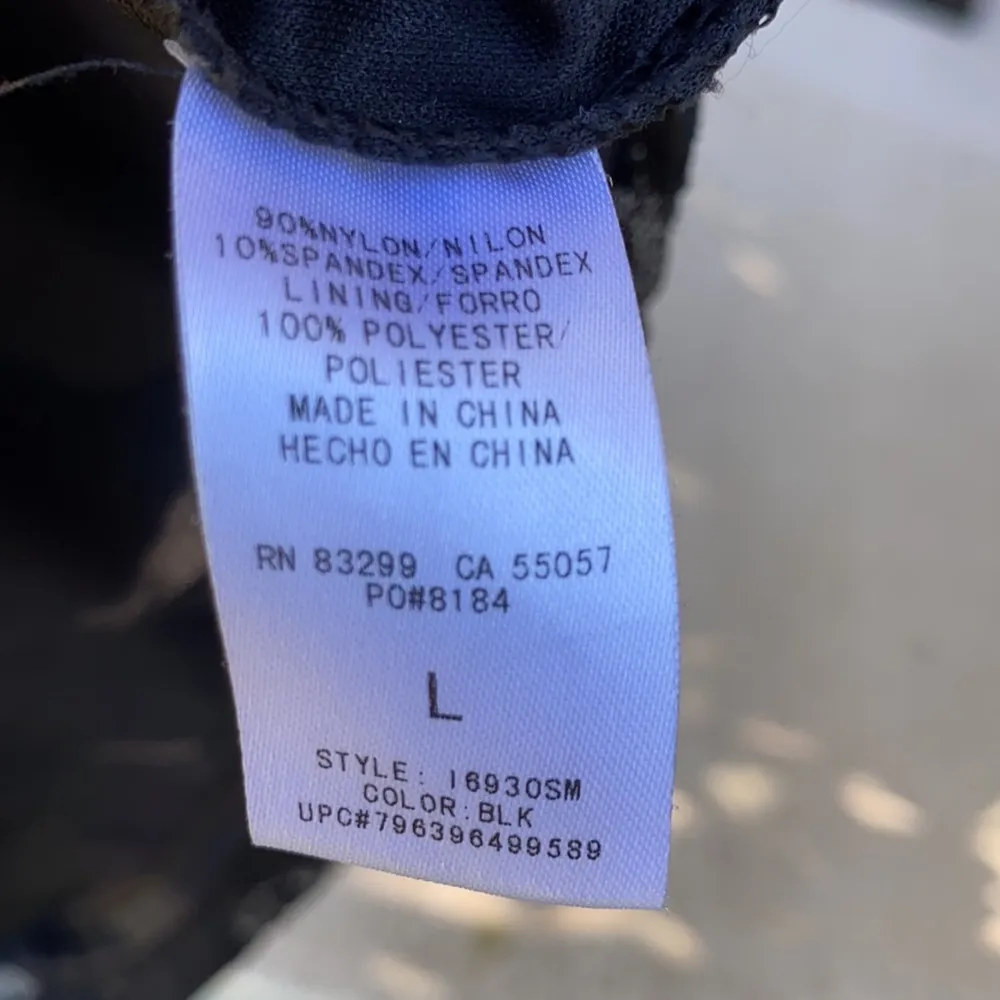 90%NYLON/NILON
10%SPANDEX/SPANDEX
LINING/FORRO
100% POLYESTER/
POLIESTER
MADE IN CHINA
HECHO EN CHINA
RN 83299 CA 55057
PO#8184
L
STYLE: I6930SM
COLOR:BLK
UPC#796396499589